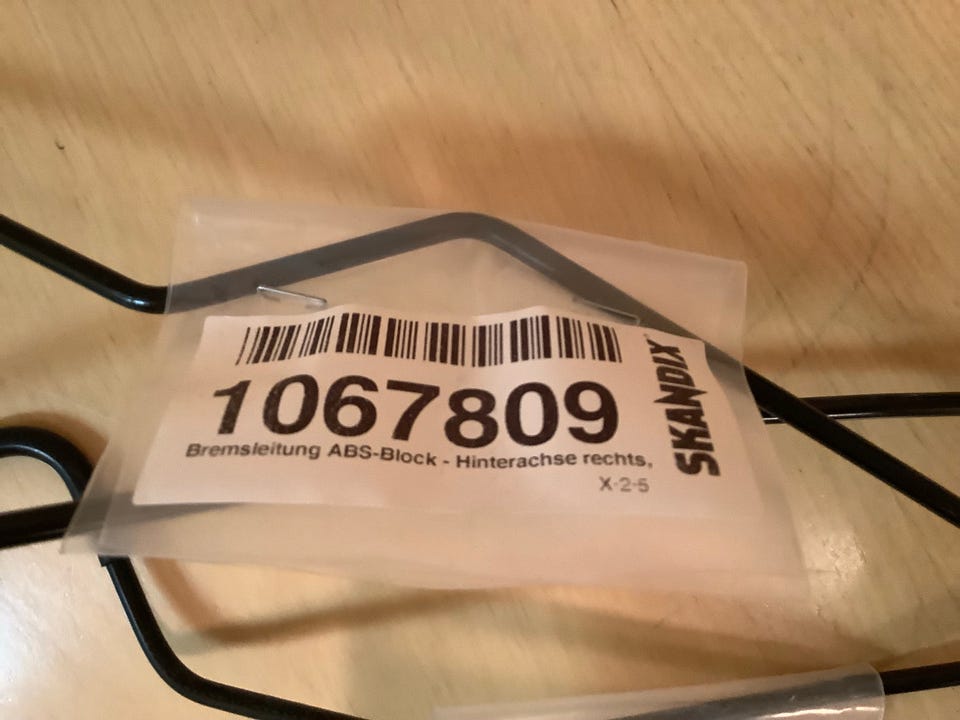 1067809
Bremsleitung ABS-Block - Hinterachse rechts,
X-2-5
SKANDIX